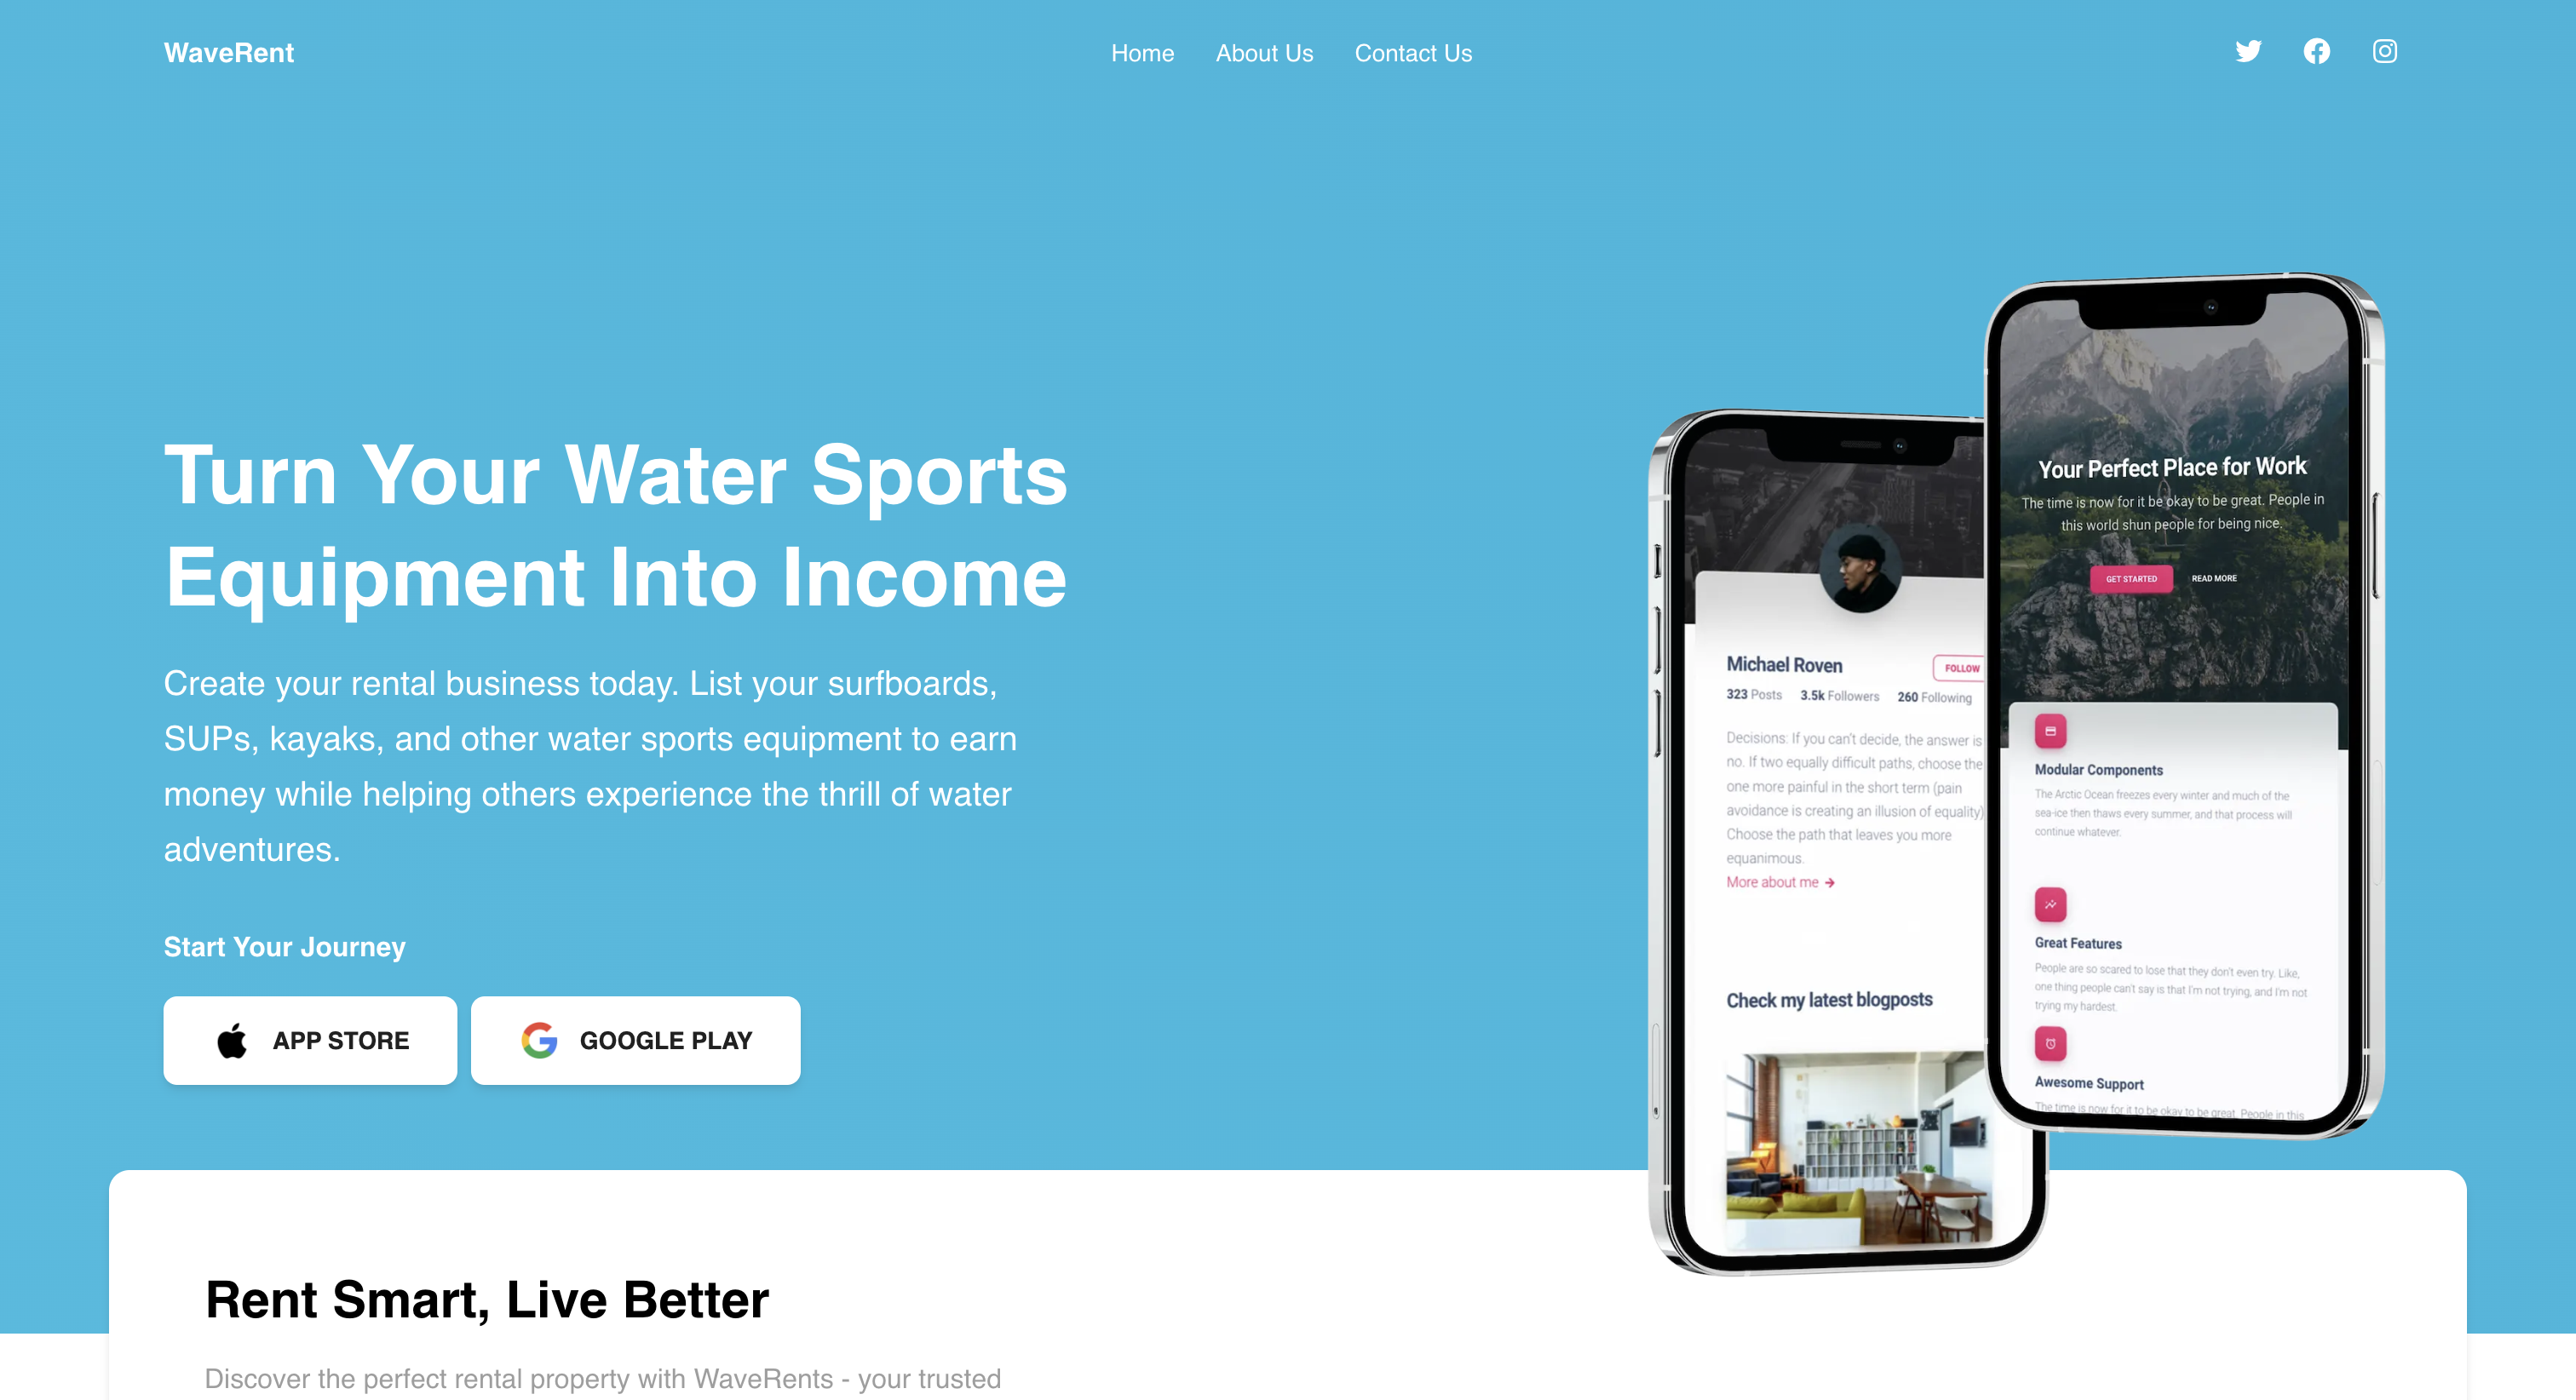 WaveRent
Home
About Us
Contact Us
Turn Your Water Sports
Equipment Into Income
Create your rental business today. List your surfboards,
SUPs, kayaks, and other water sports equipment to earn
money while helping others experience the thrill of water
adventures.
Start Your Journey
APP STORE
GOOGLE PLAY
Michael Roven
FOLLOW
323 Posts
3.5k Followers
260 Following
Decisions: If you can't decide, the answer is
no. If two equally difficult paths, choose the
one more painful in the short term (pain
avoidance is creating an illusion of equality)
Choose the path that leaves you more
equanimous.
More about me
Check my latest blogposts
Your Perfect Place for Work
The time is now for it be okay to be great. People in
this world shun people for being nice.
GET STARTED
READ MORE
Modular Components
The Arctic Ocean freezes every winter and much of the
sea-ice then thaws every summer, and that process will
continue whatever.
Great Features
People are so scared to lose that they don't even try. Like,
one thing people can't say is that I'm not trying, and I'm not
trying my hardest.
Awesome Support
The time is now for it to be okay to be great. People in this
Rent Smart, Live Better
Discover the perfect rental property with WaveRents - your trusted